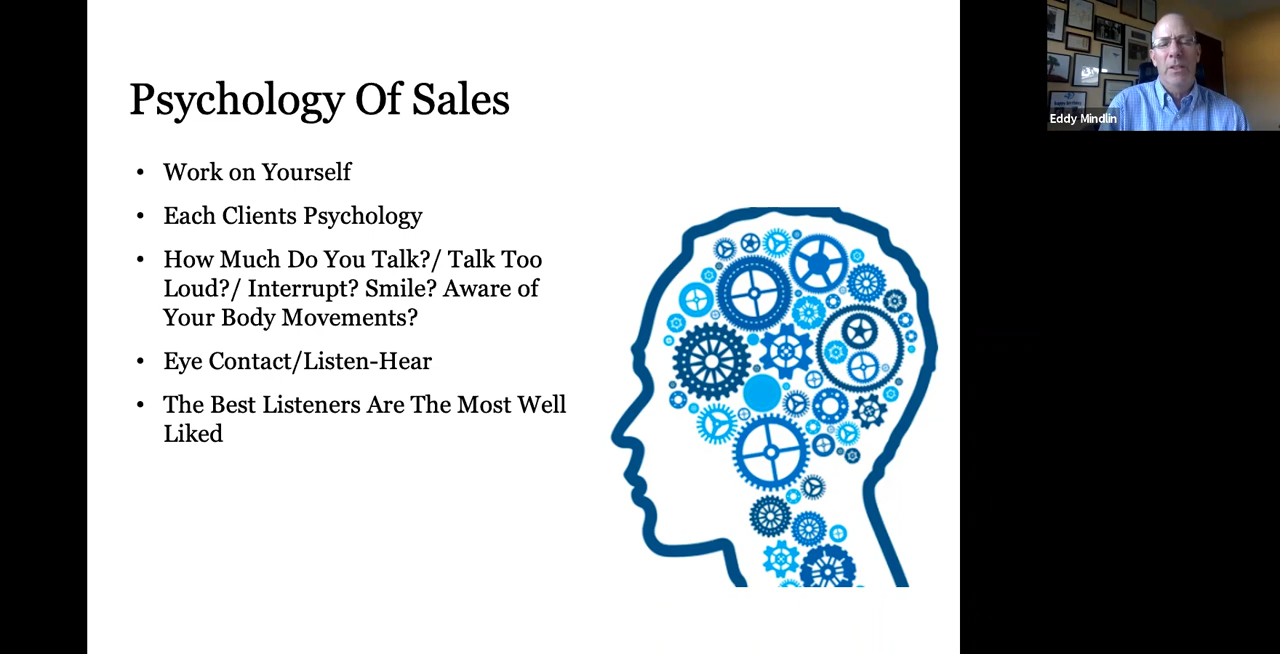 Psychology Of Sales
• Work on Yourself
• Each Clients Psychology
• How Much Do You Talk?/ Talk Too
Loud?/ Interrupt? Smile? Aware of
Your Body Movements?
• Eye Contact/Listen-Hear
• The Best Listeners Are The Most Well
Liked
Eddy Mindlin